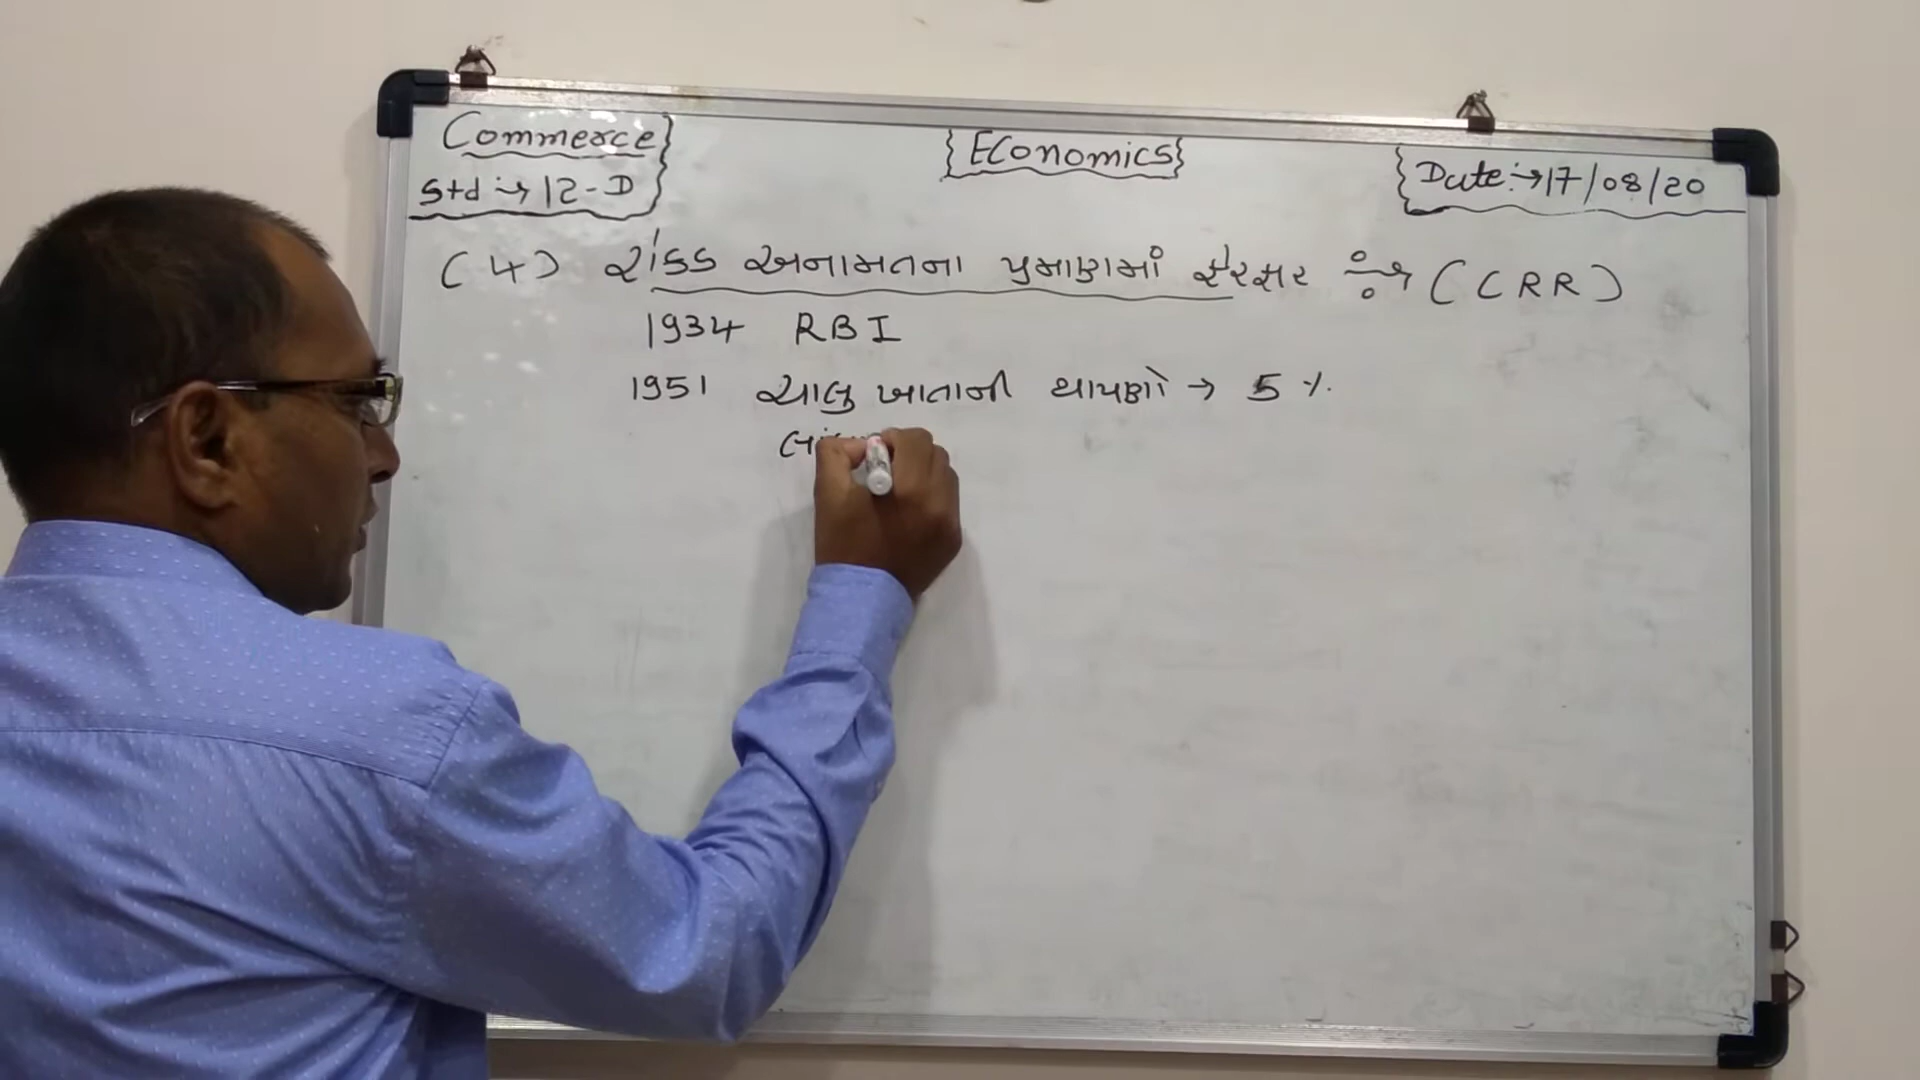 Commerce
Std :→ 12-D
Economics
Date :→ 17/08/20
(4) રોકડ અનામતના પ્રમાણમાં ફેરફાર (CRR)
1934 RBI
1951 ચાલુ ખાતાની થાપણો → 5 %.